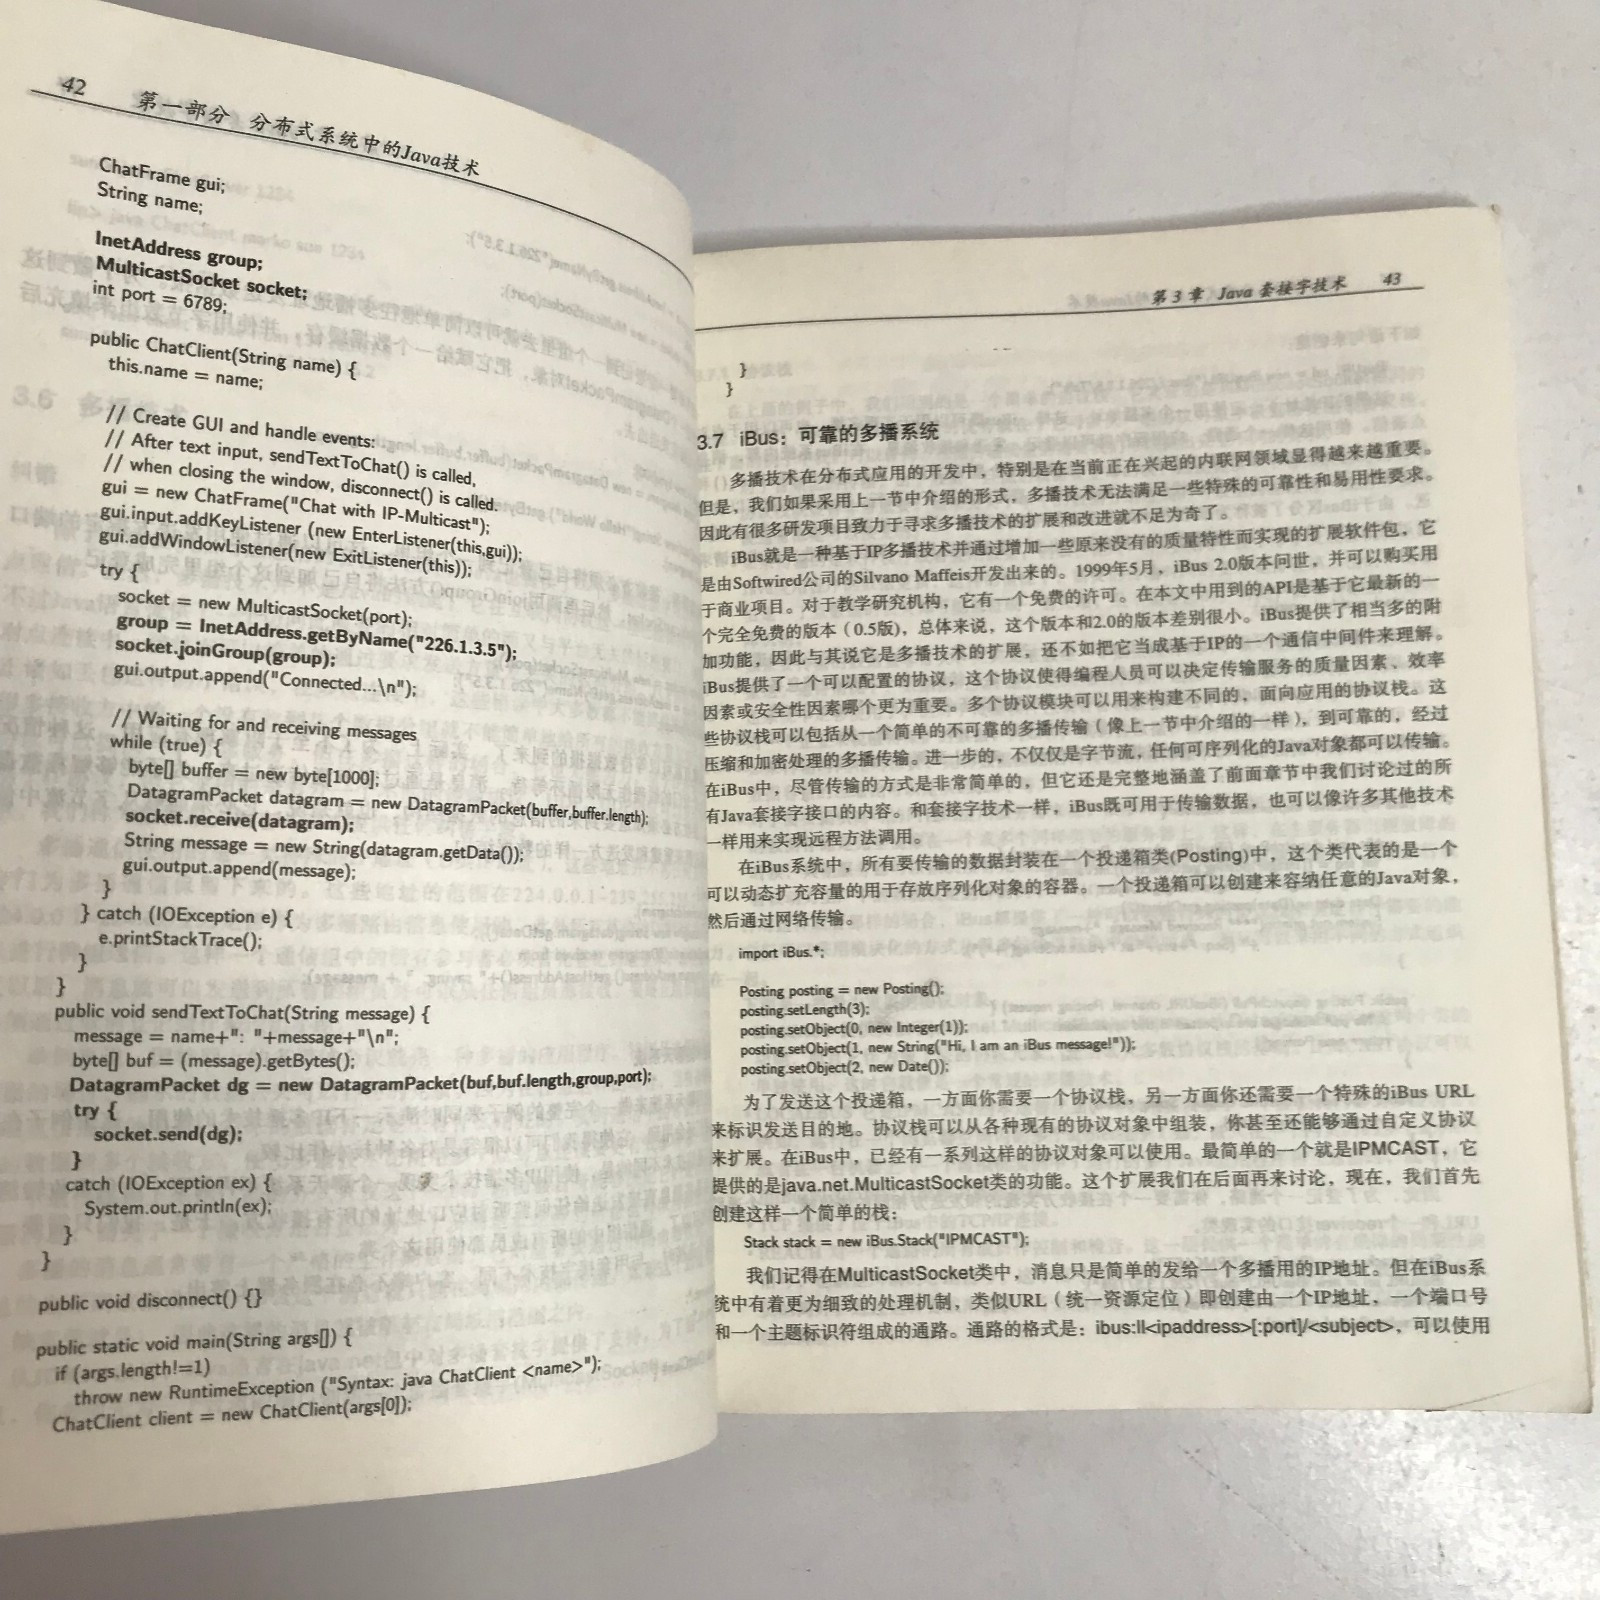 42 第一部分 分布式系统中的Java技术
ChatFrame gui;
String name;
InetAddress group;
MulticastSocket socket;
int port = 6789;
public ChatClient(String name) {
this.name = name;
// Create GUI and handle events:
// After text input, sendTextToChat() is called,
// when closing the window, disconnect() is called.
gui = new ChatFrame("Chat with IP-Multicast");
gui.input.addKeyListener (new EnterListener(this,gui));
gui.addWindowListener(new ExitListener(this));
try {
socket = new MulticastSocket(port);
group = InetAddress.getByName("226.1.3.5");
socket.joinGroup(group);
gui.output.append("Connected...\n");
// Waiting for and receiving messages
while (true) {
byte[] buffer = new byte[1000];
DatagramPacket datagram = new DatagramPacket(buffer,buffer.length);
socket.receive(datagram);
String message = new String(datagram.getData());
gui.output.append(message);
}
} catch (IOException e) {
e.printStackTrace();
}
}
public void sendTextToChat(String message) {
message = name+": "+message+"\n";
byte[] buf = (message).getBytes();
DatagramPacket dg = new DatagramPacket(buf,buf.length,group,port);
try {
socket.send(dg);
}
catch (IOException ex) {
System.out.println(ex);
}
}
public void disconnect() {}
public static void main(String args[]) {
if (args.length!=1)
throw new RuntimeException ("Syntax: java ChatClient <name>");
ChatClient client = new ChatClient(args[0]);
第 3 章 Java 套接字技术 43
}
}
3.7 iBus：可靠的多播系统
多播技术在分布式应用的开发中，特别是在当前正在兴起的内联网领域显得越来越重要。
但是，我们如果采用上一节中介绍的形式，多播技术无法满足一些特殊的可靠性和易用性要求。
因此有很多研发项目致力于寻求多播技术的扩展和改进就不足为奇了。
iBus就是一种基于IP多播技术并通过增加一些原来没有的质量特性而实现的扩展软件包，它
是由Softwired公司的Silvano Maffeis开发出来的。1999年5月，iBus 2.0版本问世，并可以购买用
于商业项目。对于教学研究机构，它有一个免费的许可。在本文中用到的API是基于它最新的一
个完全免费的版本（0.5版），总体来说，这个版本和2.0的版本差别很小。iBus提供了相当多的附
加功能，因此与其说它是多播技术的扩展，还不如把它当成基于IP的一个通信中间件来理解。
iBus提供了一个可以配置的协议，这个协议使得编程人员可以决定传输服务的质量因素、效率
因素或安全性因素哪个更为重要。多个协议模块可以用来构建不同的，面向应用的协议栈。这
些协议栈可以包括从一个简单的不可靠的多播传输（像上一节中介绍的一样），到可靠的，经过
压缩和加密处理的多播传输。进一步的，不仅仅是字节流，任何可序列化的Java对象都可以传输。
在iBus中，尽管传输的方式是非常简单的，但它还是完整地涵盖了前面章节中我们讨论过的所
有Java套接字接口的内容。和套接字技术一样，iBus既可用于传输数据，也可以像许多其他技术
一样用来实现远程方法调用。
在iBus系统中，所有要传输的数据封装在一个投递箱类(Posting)中，这个类代表的是一个
可以动态扩充容量的用于存放序列化对象的容器。一个投递箱可以创建来容纳任意的Java对象，
然后通过网络传输。
import iBus.*;
Posting posting = new Posting();
posting.setLength(3);
posting.setObject(0, new Integer(1));
posting.setObject(1, new String("Hi, I am an iBus message!"));
posting.setObject(2, new Date());
为了发送这个投递箱，一方面你需要一个协议栈，另一方面你还需要一个特殊的iBus URL
来标识发送目的地。协议栈可以从各种现有的协议对象中组装，你甚至还能够通过自定义协议
来扩展。在iBus中，已经有一系列这样的协议对象可以使用。最简单的一个就是IPMCAST，它
提供的是java.net.MulticastSocket类的功能。这个扩展我们在后面再来讨论，现在，我们首先
创建这样一个简单的栈：
Stack stack = new iBus.Stack("IPMCAST");
我们记得在MulticastSocket类中，消息只是简单的发给一个多播用的IP地址。但在iBus系
统中有着更为细致的处理机制，类似URL（统一资源定位）即创建由一个IP地址，一个端口号
和一个主题标识符组成的通路。通路的格式是：ibus:ll<ipaddress>[:port]/<subject>，可以使用